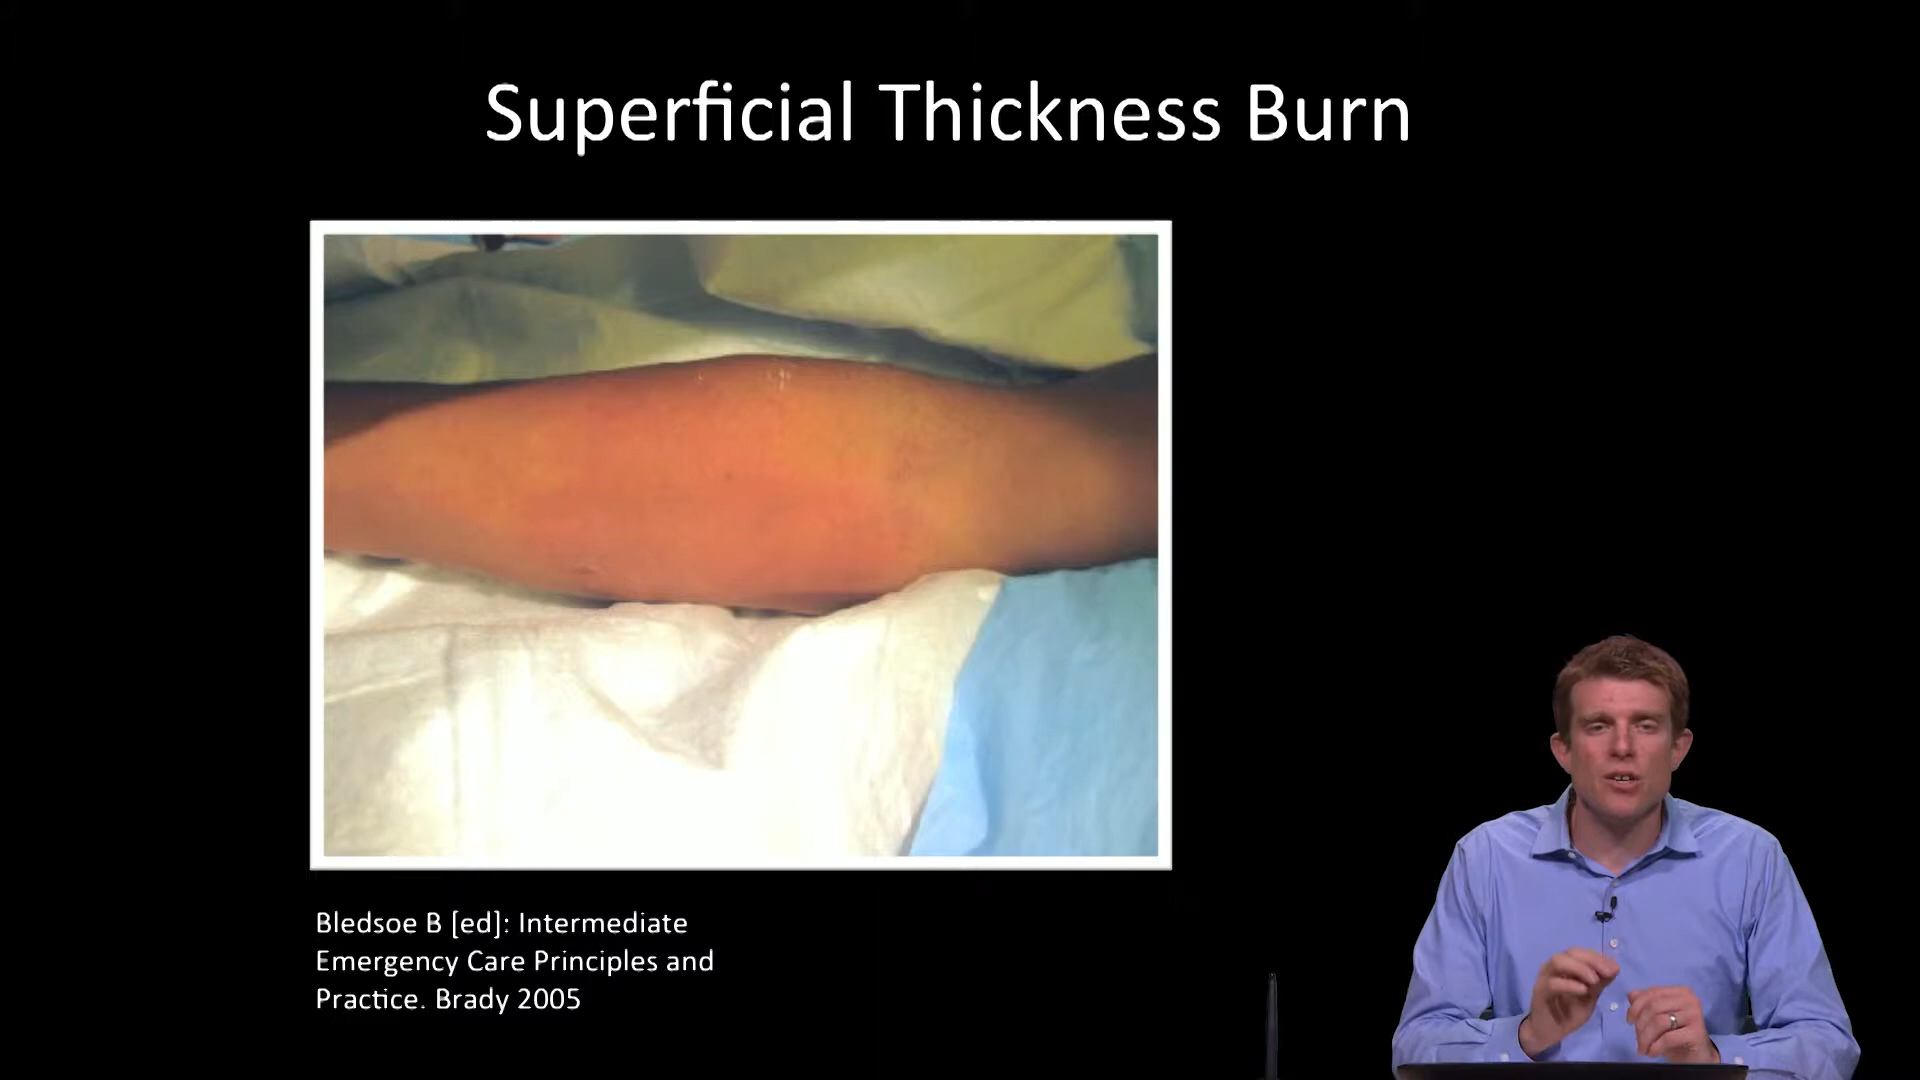 Superficial Thickness Burn
Bledsoe B [ed]: Intermediate
Emergency Care Principles and
Practice. Brady 2005